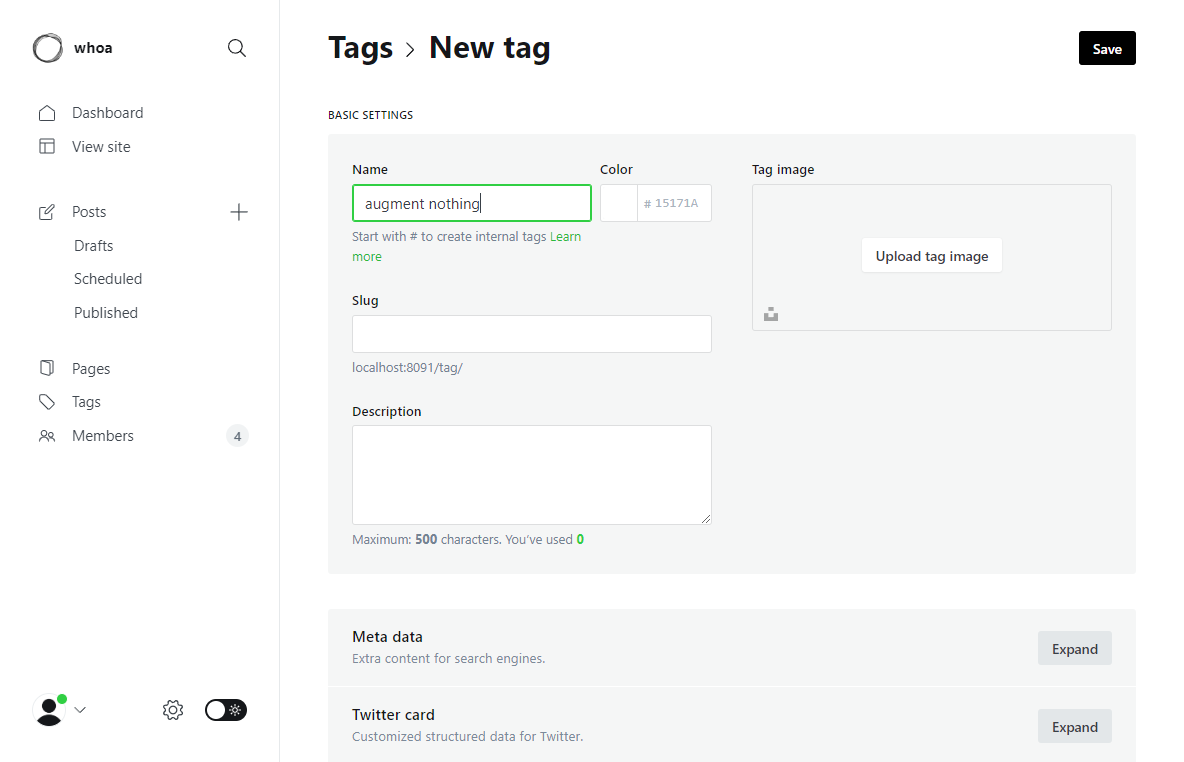 whoa
Dashboard
View site
Posts
Drafts
Scheduled
Published
Pages
Tags
Members
4
Tags
New tag
Save
BASIC SETTINGS
Name
augment nothing
Start with # to create internal tags Learn
more
Color
# 15171A
Slug
localhost:8091/tag/
Description
Maximum: 500 characters. You’ve used 0
Tag image
Upload tag image
Meta data
Extra content for search engines.
Expand
Twitter card
Customized structured data for Twitter.
Expand